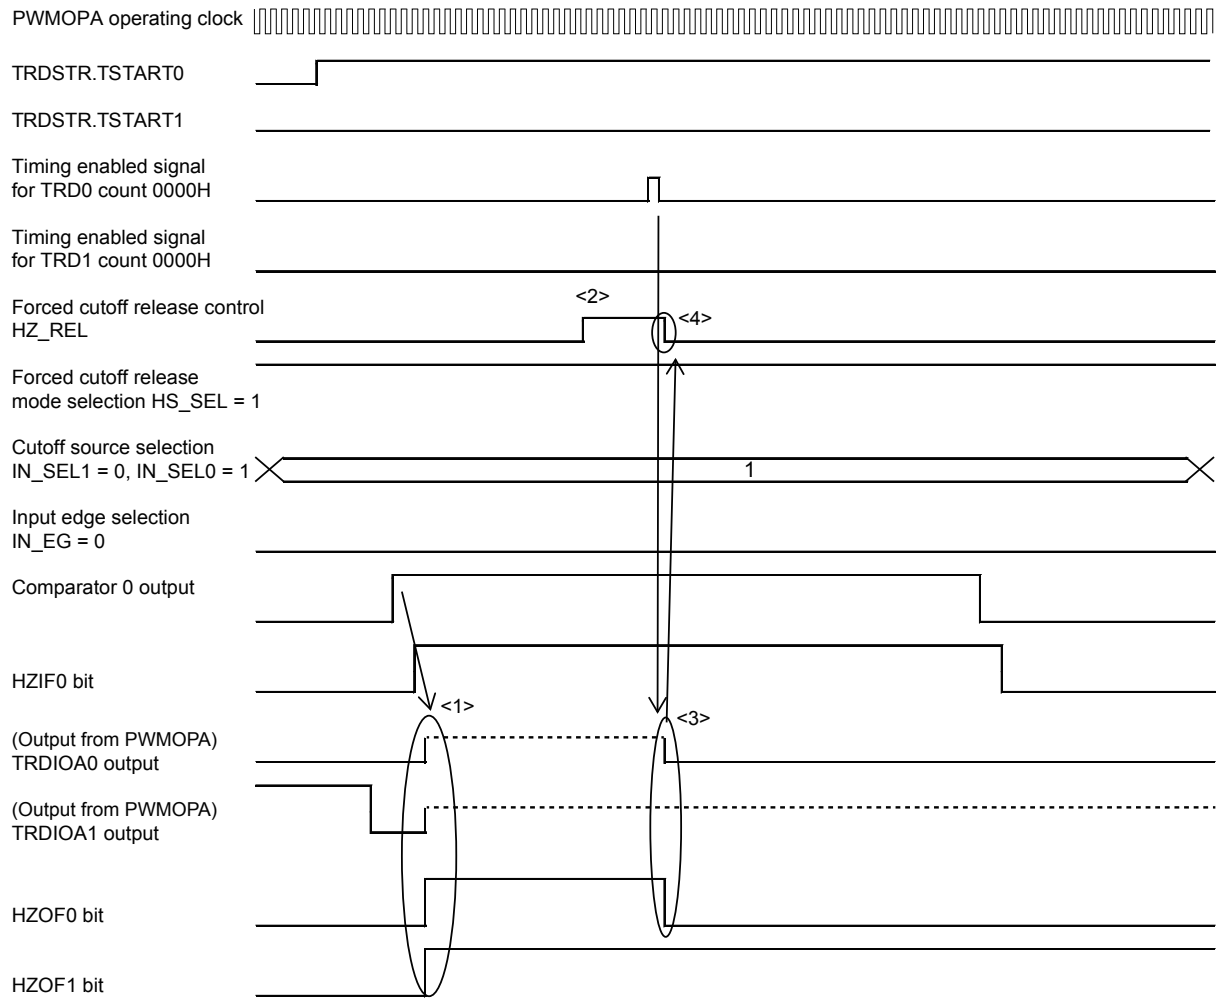 PWMOPA operating clock
TRDSTR.TSTART0
TRDSTR.TSTART1
Timing enabled signal
for TRD0 count 0000H
Timing enabled signal
for TRD1 count 0000H
<2>
Forced cutoff release control
HZ_REL
<4>
Forced cutoff release
mode selection HS_SEL = 1
Cutoff source selection
IN_SEL1 = 0, IN_SEL0 = 1
1
Input edge selection
IN_EG = 0
Comparator 0 output
HZIF0 bit
<1>
<3>
(Output from PWMOPA)
TRDIOA0 output
(Output from PWMOPA)
TRDIOA1 output
HZOF0 bit
HZOF1 bit